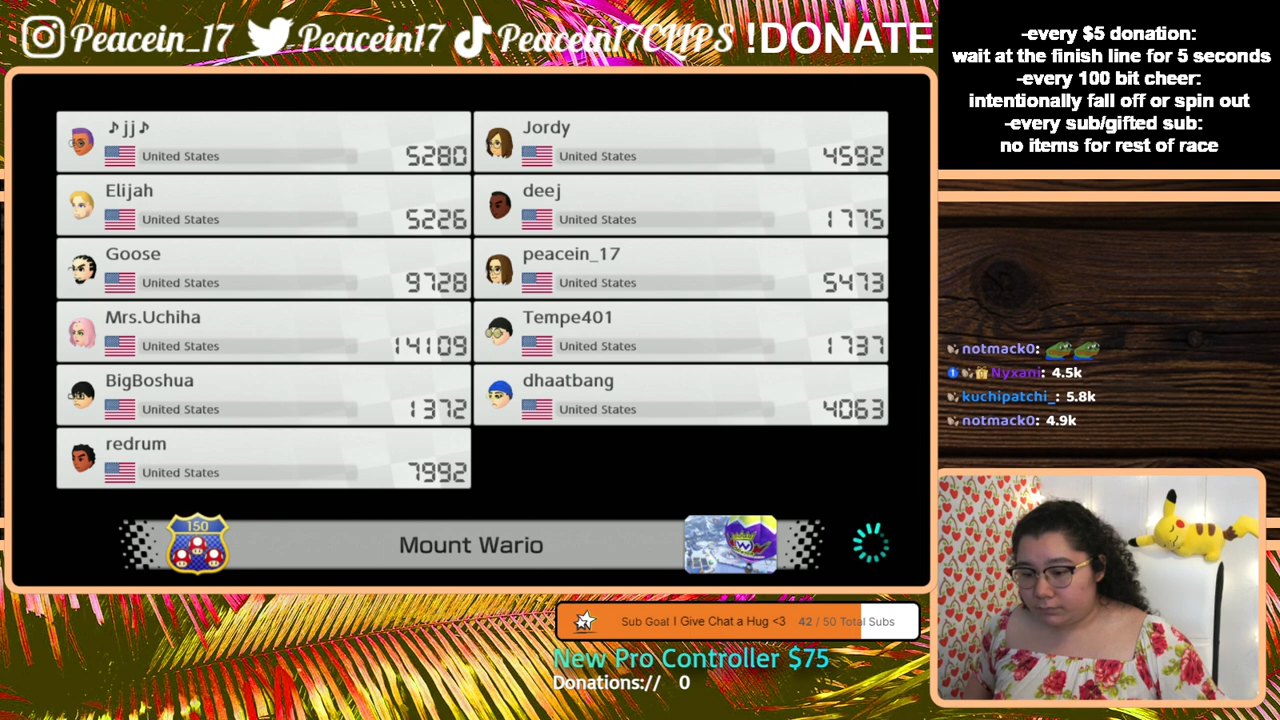 Peacein_17 Peacein17 Peacein17ClIPS !DONATE
-every $5 donation:
wait at the finish line for 5 seconds
-every 100 bit cheer:
intentionally fall off or spin out
-every sub/gifted sub:
no items for rest of race
♪jj♪
United States 5280
Jordy
United States 4592
Elijah
United States 5226
deej
United States 1775
Goose
United States 9728
peacein_17
United States 5473
Mrs.Uchiha
United States 14109
Tempe401
United States 1737
BigBoshua
United States 1372
dhaatbang
United States 4063
redrum
United States 7992
150
Mount Wario
notmack0:
1 Nyxani: 4.5k
kuchipatchi_: 5.8k
notmack0: 4.9k
Sub Goal I Give Chat a Hug <3 42 / 50 Total Subs
New Pro Controller $75
Donations:// 0